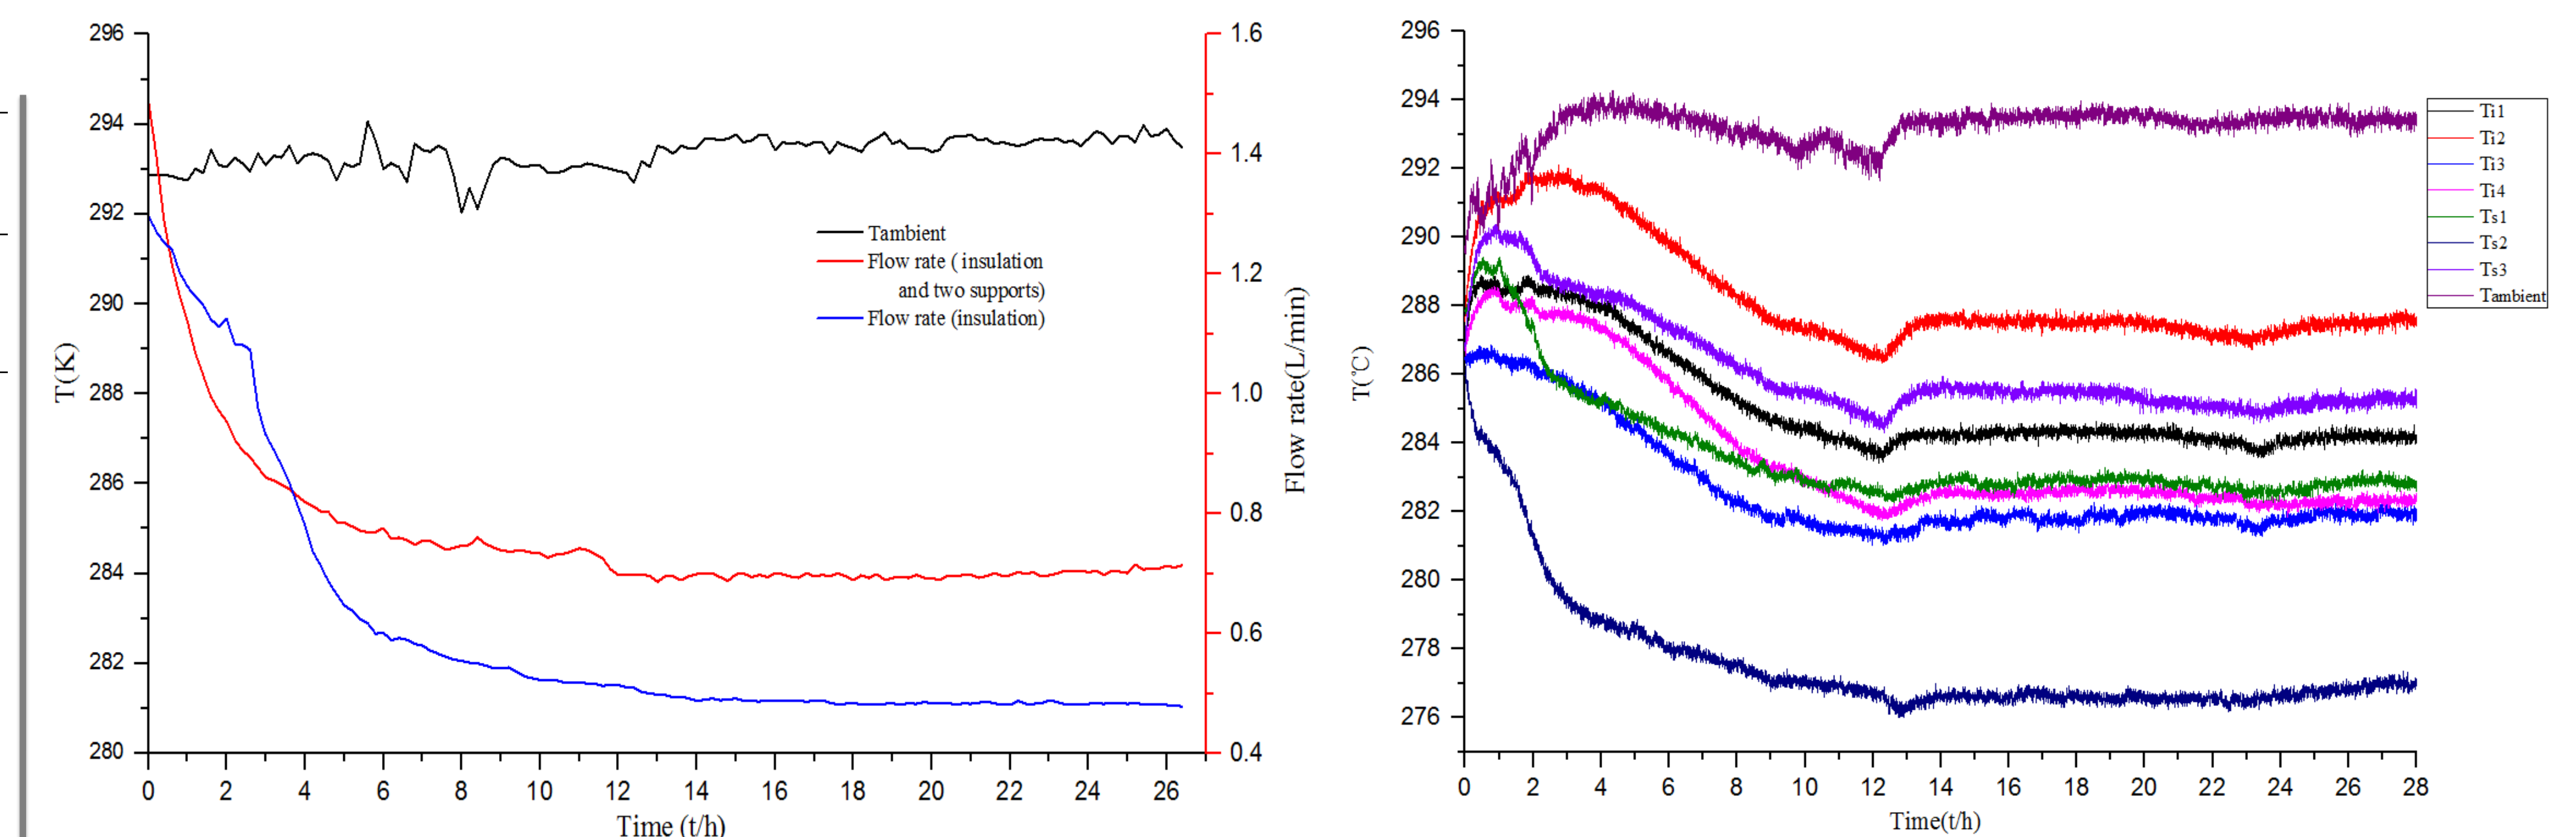 296
294
292
290
288
286
284
282
280
T(K)
0 2 4 6 8 10 12 14 16 18 20 22 24 26
Time (t/h)
Tambient
Flow rate ( insulation
and two supports)
Flow rate (insulation)
1.6
1.4
1.2
1.0
0.8
0.6
0.4
Flow rate(L/min)
296
294
292
290
288
286
284
282
280
278
276
T(℃)
0 2 4 6 8 10 12 14 16 18 20 22 24 26 28
Time(t/h)
Ti1
Ti2
Ti3
Ti4
Ts1
Ts2
Ts3
Tambient